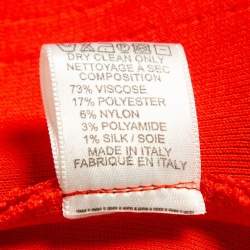 DRY CLEAN ONLY
NETTOYAGE A SEC
COMPOSITION
73% VISCOSE
17% POLYESTER
6% NYLON
3% POLYAMIDE
1% SILK / SOIE
MADE IN ITALY
FABRIQUÉ EN ITALY